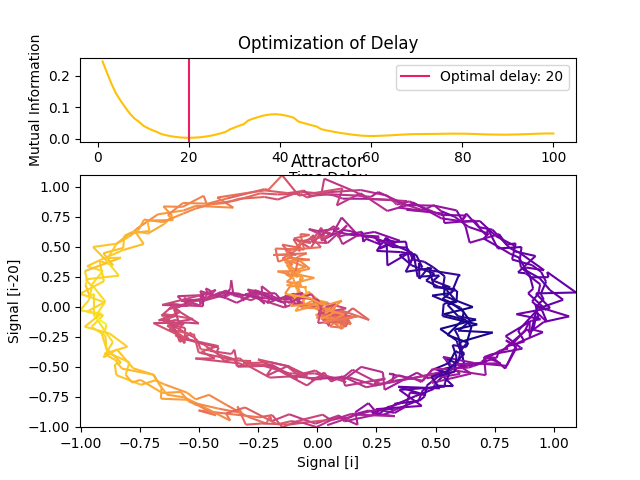 Optimization of Delay
Mutual Information
0.2
0.1
0.0
Optimal delay: 20
0 20 40 60 80 100
Attractor
Signal [i-20]
1.00
0.75
0.50
0.25
0.00
−0.25
−0.50
−0.75
−1.00
−1.00 −0.75 −0.50 −0.25 0.00 0.25 0.50 0.75 1.00
Signal [i]